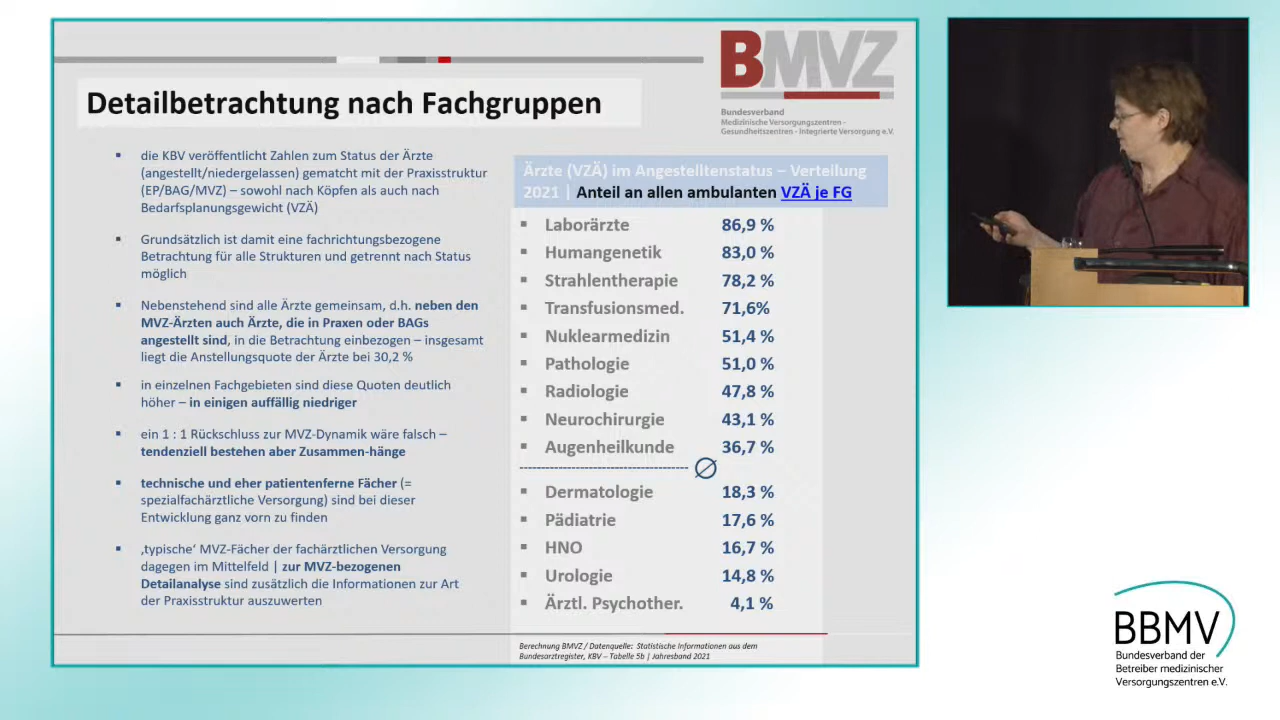 BMVZ
Bundesverband
Medizinische Versorgungszentren -
Gesundheitszentren - Integrierte Versorgung e.V.
Detailbetrachtung nach Fachgruppen
▪ die KBV veröffentlicht Zahlen zum Status der Ärzte
(angestellt/niedergelassen) gematcht mit der Praxisstruktur
(EP/BAG/MVZ) – sowohl nach Köpfen als auch nach
Bedarfsplanungsgewicht (VZÄ)
▪ Grundsätzlich ist damit eine fachrichtungsbezogene
Betrachtung für alle Strukturen und getrennt nach Status
möglich
▪ Nebenstehend sind alle Ärzte gemeinsam, d.h. neben den
MVZ-Ärzten auch Ärzte, die in Praxen oder BAGs
angestellt sind, in die Betrachtung einbezogen – insgesamt
liegt die Anstellungsquote der Ärzte bei 30,2 %
▪ in einzelnen Fachgebieten sind diese Quoten deutlich
höher – in einigen auffällig niedriger
▪ ein 1 : 1 Rückschluss zur MVZ-Dynamik wäre falsch –
tendenziell bestehen aber Zusammen-hänge
▪ technische und eher patientenferne Fächer (=
spezialfachärztliche Versorgung) sind bei dieser
Entwicklung ganz vorn zu finden
▪ ‚typische‘ MVZ-Fächer der fachärztlichen Versorgung
dagegen im Mittelfeld | zur MVZ-bezogenen
Detailanalyse sind zusätzlich die Informationen zur Art
der Praxisstruktur auszuwerten
Ärzte (VZÄ) im Angestelltenstatus – Verteilung
2021 | Anteil an allen ambulanten VZÄ je FG
▪ Laborärzte 86,9 %
▪ Humangenetik 83,0 %
▪ Strahlentherapie 78,2 %
▪ Transfusionsmed. 71,6%
▪ Nuklearmedizin 51,4 %
▪ Pathologie 51,0 %
▪ Radiologie 47,8 %
▪ Neurochirurgie 43,1 %
▪ Augenheilkunde 36,7 %
------------------------------- ∅
▪ Dermatologie 18,3 %
▪ Pädiatrie 17,6 %
▪ HNO 16,7 %
▪ Urologie 14,8 %
▪ Ärztl. Psychother. 4,1 %
Berechnung BMVZ / Datenquelle: Statistische Informationen aus dem
Bundesarztregister, KBV – Tabelle 5b | Jahresband 2021
BBMV
Bundesverband der
Betreiber medizinischer
Versorgungszentren e.V.